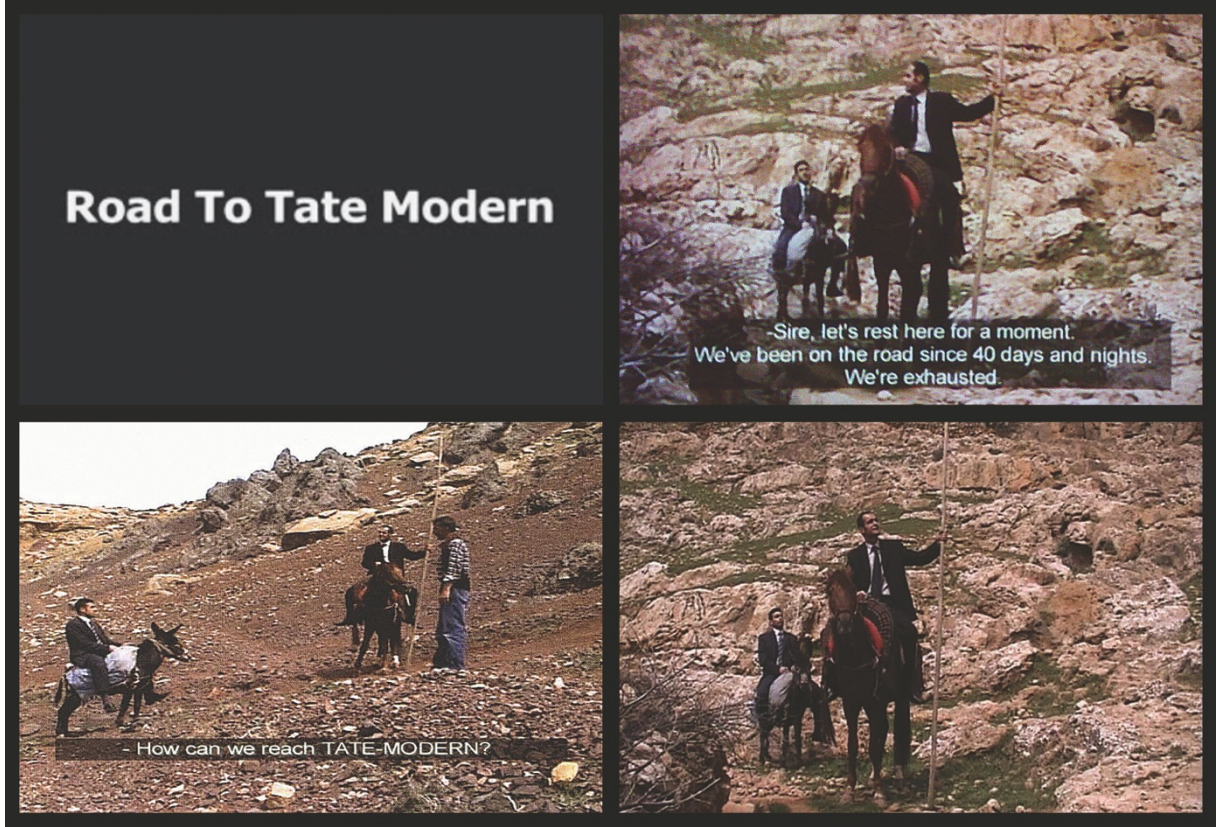 Road To Tate Modern
-Sire, let's rest here for a moment.
We've been on the road since 40 days and nights.
We're exhausted.
- How can we reach TATE-MODERN?